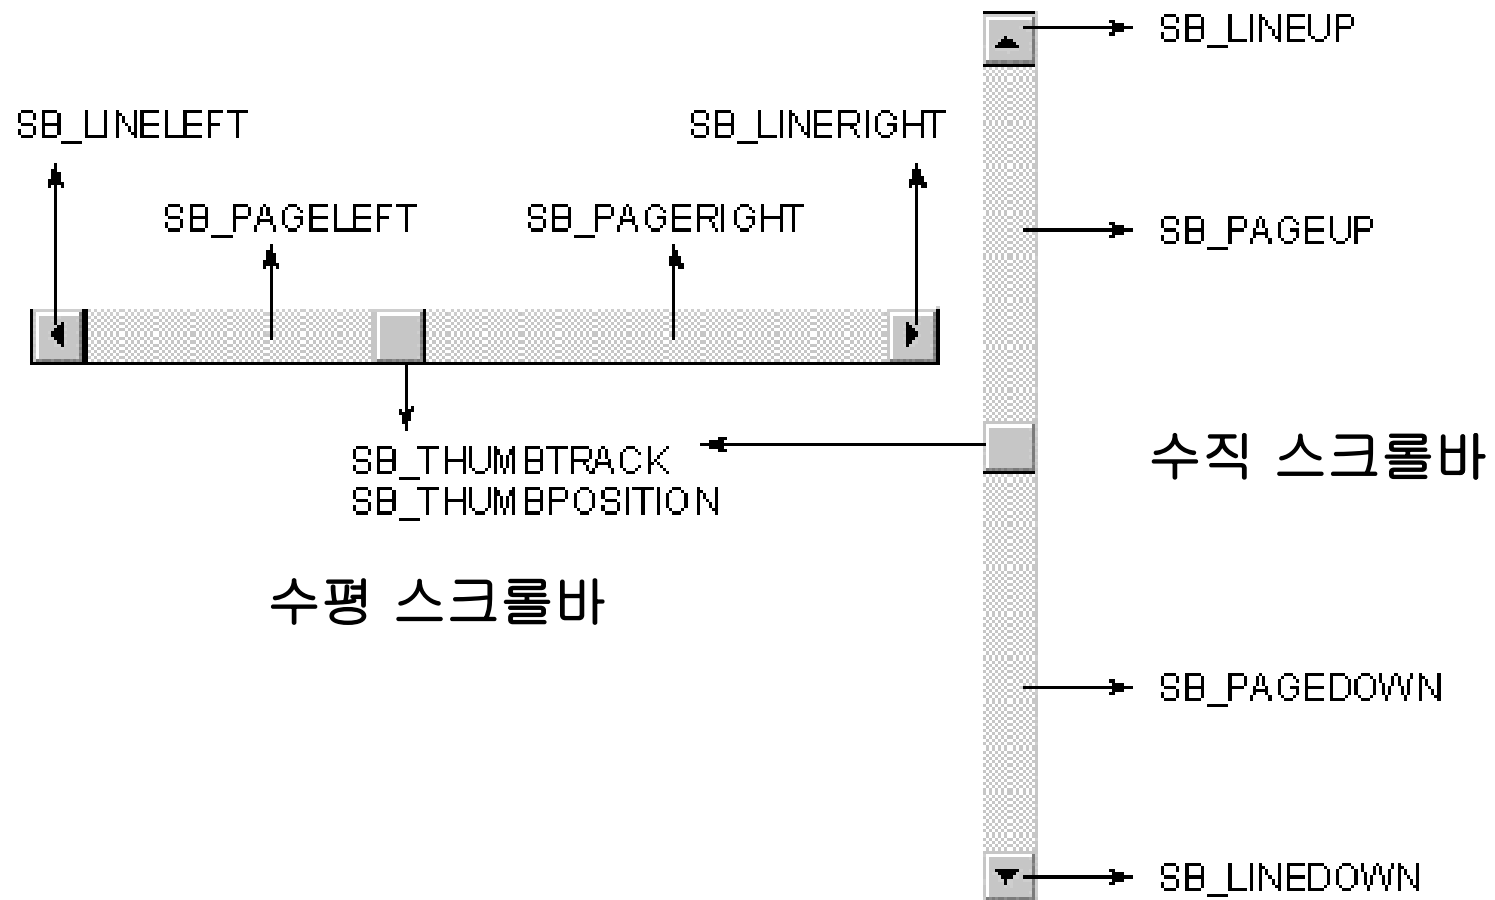 SB_LINEUP
SB_LINELEFT
SB_LINERIGHT
SB_PAGELEFT
SB_PAGERIGHT
SB_PAGEUP
SB_THUMBTRACK
SB_THUMBPOSITION
수직 스크롤바
수평 스크롤바
SB_PAGEDOWN
SB_LINEDOWN